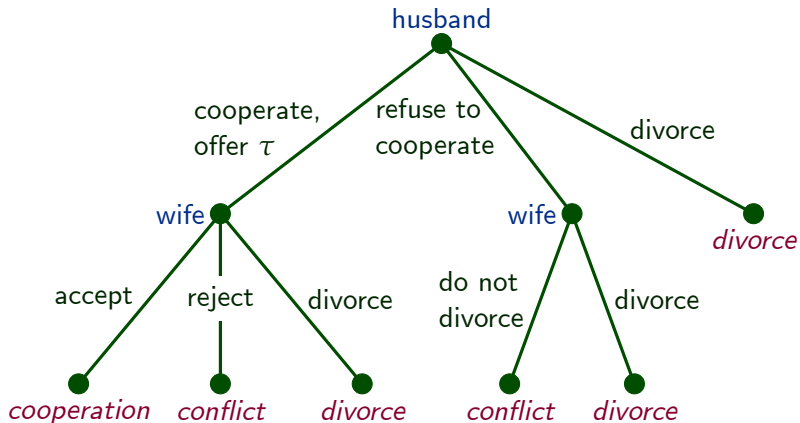 husband
cooperate,
offer τ
refuse to
cooperate
divorce
wife
wife
divorce
accept
reject
divorce
do not
divorce
divorce
cooperation
conflict
divorce
conflict
divorce